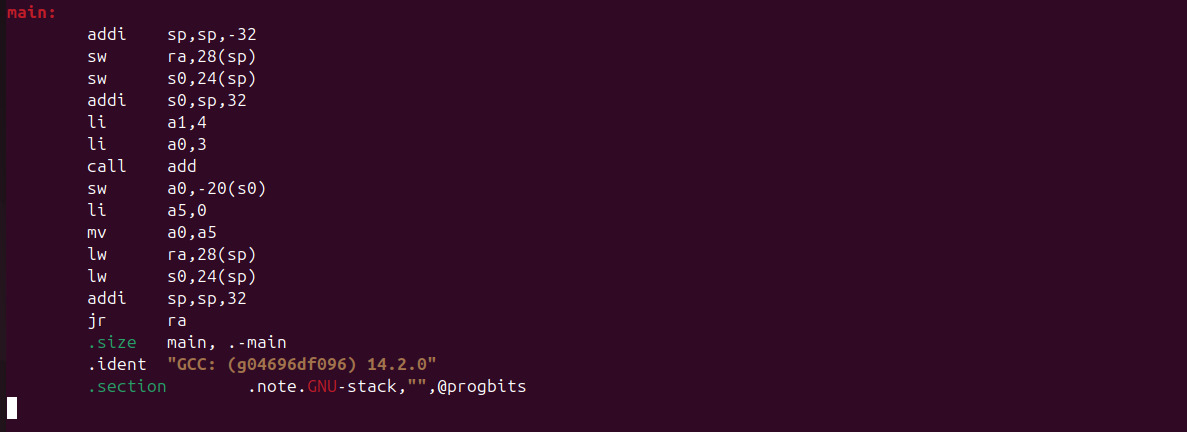 main:
addi sp,sp,-32
sw ra,28(sp)
sw s0,24(sp)
addi s0,sp,32
li a1,4
li a0,3
call add
sw a0,-20(s0)
li a5,0
mv a0,a5
lw ra,28(sp)
lw s0,24(sp)
addi sp,sp,32
jr ra
.size main, .-main
.ident "GCC: (g04696df096) 14.2.0"
.section .note.GNU-stack,"",@progbits